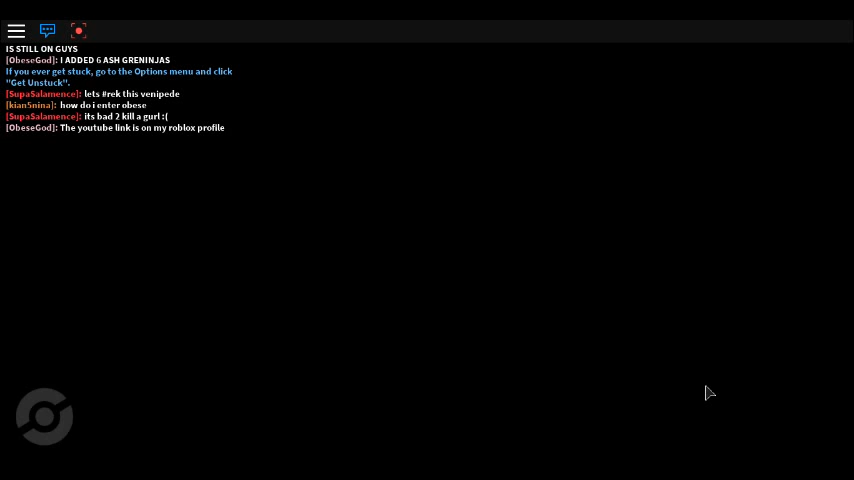 IS STILL ON GUYS
[ObeseGod]: I ADDED 6 ASH GRENINJAS
If you ever get stuck, go to the Options menu and click
"Get Unstuck".
[SupaSalamence]: lets #rek this venipede
[kian5nina]: how do i enter obese
[SupaSalamence]: its bad 2 kill a gurl :(
[ObeseGod]: The youtube link is on my roblox profile